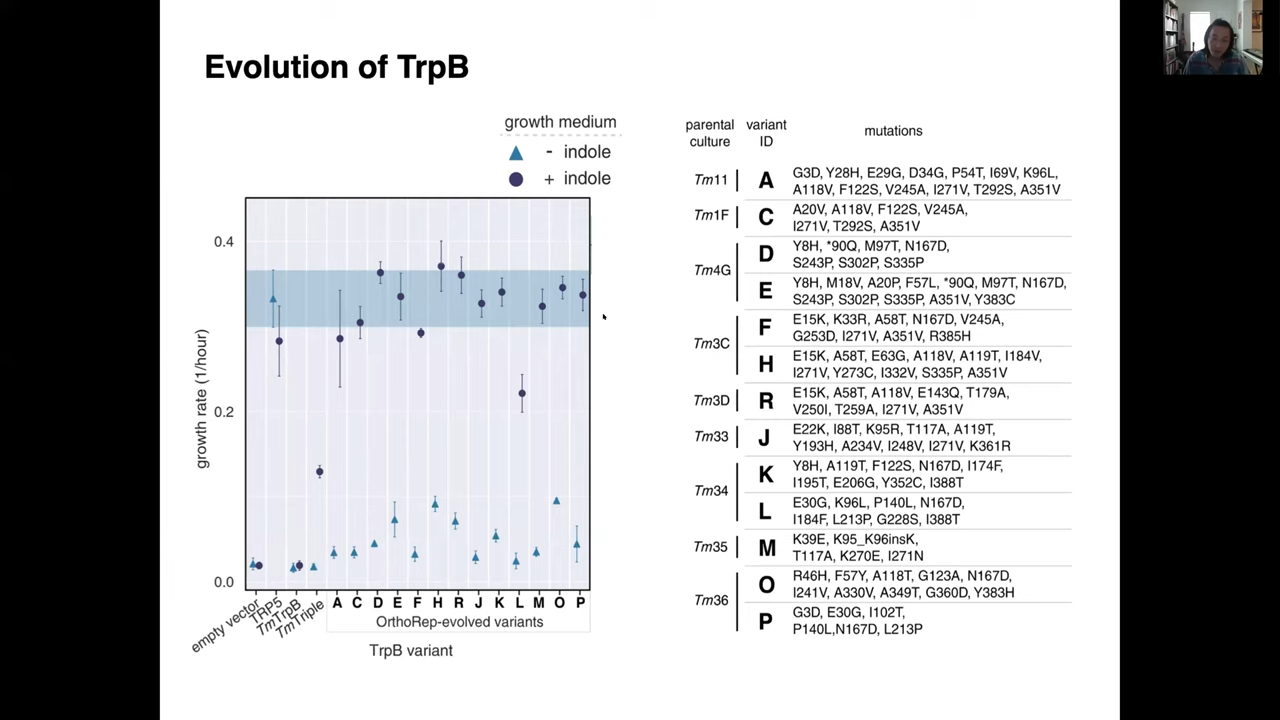 Evolution of TrpB
growth medium
- indole
+ indole
0.4
0.2
0.0
growth rate (1/hour)
empty vector
TRP5
TmTrpB
TmTriple
A C D E F H R J K L M O P
OrthoRep-evolved variants
TrpB variant
parental culture
variant ID
mutations
Tm11
A
G3D, Y28H, E29G, D34G, P54T, I69V, K96L,
A118V, F122S, V245A, I271V, T292S, A351V
Tm1F
C
A20V, A118V, F122S, V245A,
I271V, T292S, A351V
Tm4G
D
Y8H, *90Q, M97T, N167D,
S243P, S302P, S335P
E
Y8H, M18V, A20P, F57L, *90Q, M97T, N167D,
S243P, S302P, S335P, A351V, Y383C
Tm3C
F
E15K, K33R, A58T, N167D, V245A,
G253D, I271V, A351V, R385H
H
E15K, A58T, E63G, A118V, A119T, I184V,
I271V, Y273C, I332V, S335P, A351V
Tm3D
R
E15K, A58T, A118V, E143Q, T179A,
V250I, T259A, I271V, A351V
Tm33
J
E22K, I88T, K95R, T117A, A119T,
Y193H, A234V, I248V, I271V, K361R
Tm34
K
Y8H, A119T, F122S, N167D, I174F,
I195T, E206G, Y352C, I388T
L
E30G, K96L, P140L, N167D,
I184F, L213P, G228S, I388T
Tm35
M
K39E, K95_K96insK,
T117A, K270E, I271N
Tm36
O
R46H, F57Y, A118T, G123A, N167D,
I241V, A330V, A349T, G360D, Y383H
P
G3D, E30G, I102T,
P140L,N167D, L213P